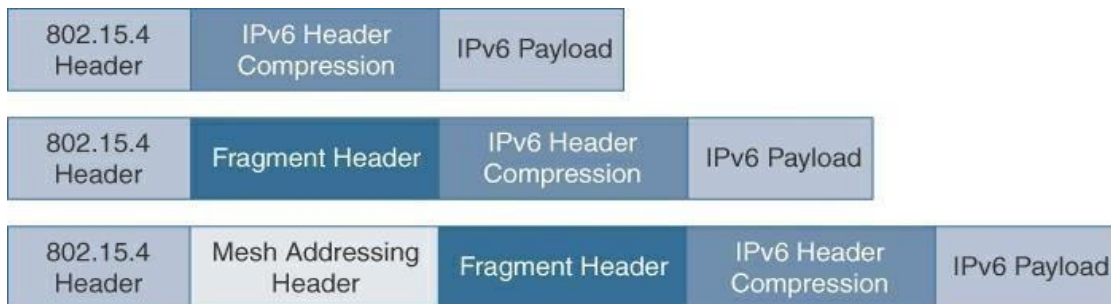 802.15.4
Header
IPv6 Header
Compression
IPv6 Payload
802.15.4
Header
Fragment Header
IPv6 Header
Compression
IPv6 Payload
802.15.4
Header
Mesh Addressing
Header
Fragment Header
IPv6 Header
Compression
IPv6 Payload